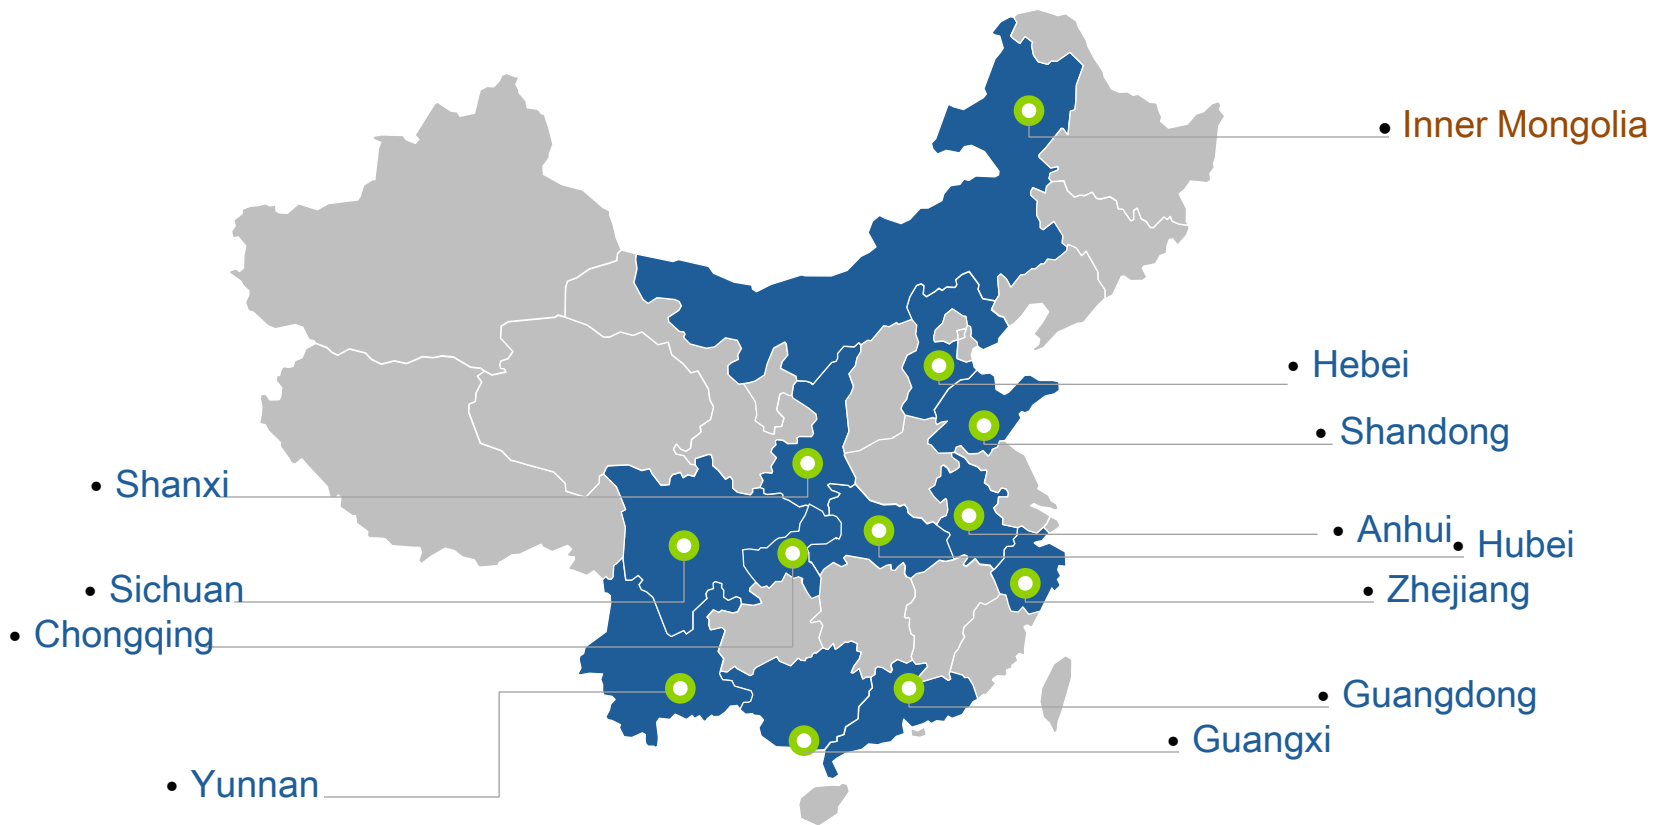 • Inner Mongolia
• Hebei
• Shandong
• Shanxi
• Anhui
• Hubei
• Sichuan
• Zhejiang
• Chongqing
• Guangdong
• Guangxi
• Yunnan